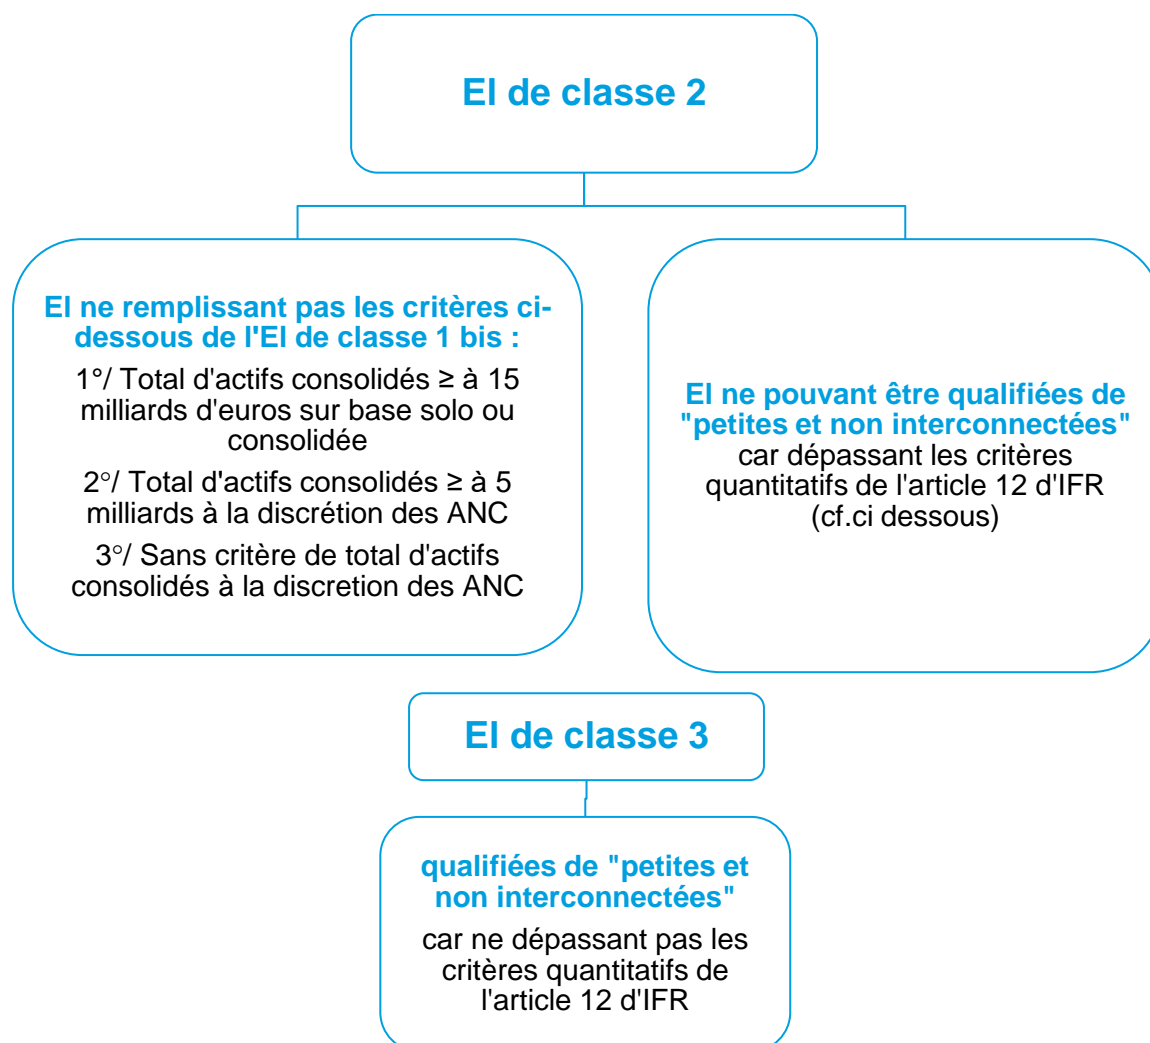 EI de classe 2
EI ne remplissant pas les critères ci-
dessous de l'EI de classe 1 bis :
1°/ Total d'actifs consolidés ≥ à 15
milliards d'euros sur base solo ou
consolidée
2°/ Total d'actifs consolidés ≥ à 5
milliards à la discrétion des ANC
3°/ Sans critère de total d'actifs
consolidés à la discretion des ANC
EI ne pouvant être qualifiées de
"petites et non interconnectées"
car dépassant les critères
quantitatifs de l'article 12 d'IFR
(cf.ci dessous)
EI de classe 3
qualifiées de "petites et
non interconnectées"
car ne dépassant pas les
critères quantitatifs de
l'article 12 d'IFR